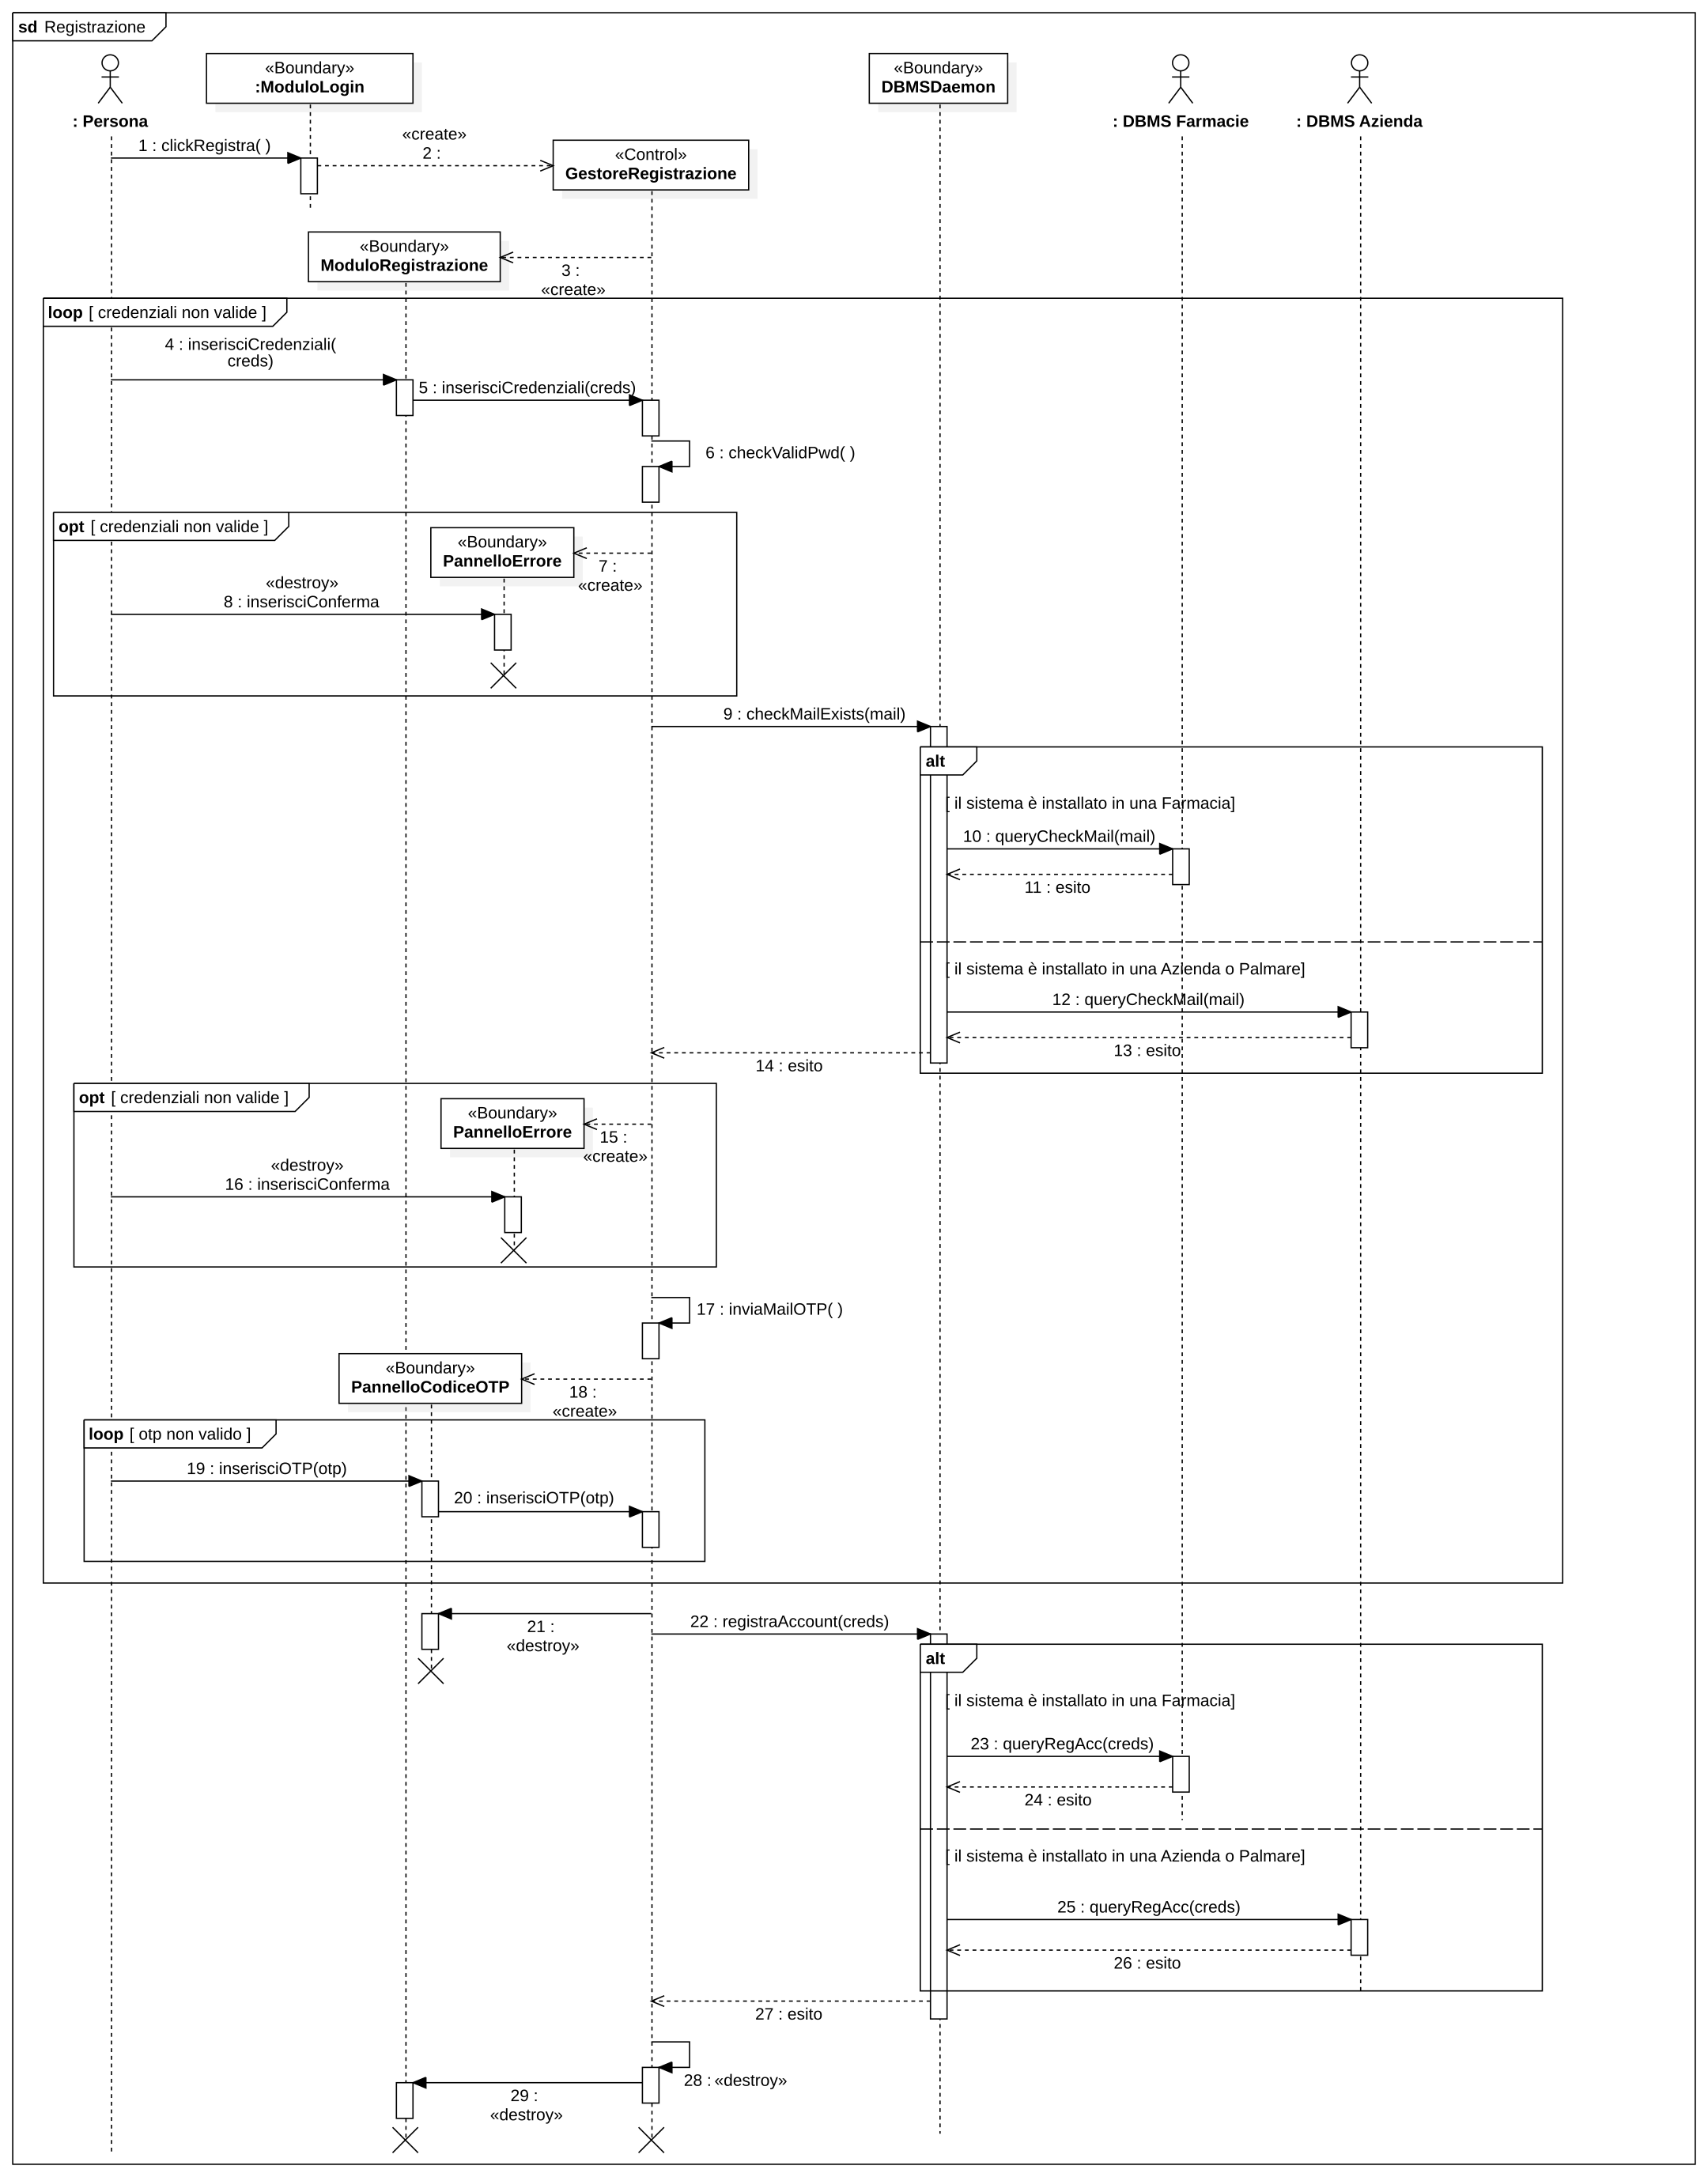 sd Registrazione
«Boundary»
:ModuloLogin
«Boundary»
DBMSDaemon
: Persona
: DBMS Farmacie
: DBMS Azienda
1 : clickRegistra( )
«create»
2 :
«Control»
GestoreRegistrazione
«Boundary»
ModuloRegistrazione
3 :
«create»
loop [ credenziali non valide ]
4 : inserisciCredenziali(
creds)
5 : inserisciCredenziali(creds)
6 : checkValidPwd( )
opt [ credenziali non valide ]
«Boundary»
PannelloErrore
7 :
«create»
«destroy»
8 : inserisciConferma
9 : checkMailExists(mail)
alt
[ il sistema è installato in una Farmacia]
10 : queryCheckMail(mail)
11 : esito
[ il sistema è installato in una Azienda o Palmare]
12 : queryCheckMail(mail)
13 : esito
14 : esito
opt [ credenziali non valide ]
«Boundary»
PannelloErrore
15 :
«create»
«destroy»
16 : inserisciConferma
17 : inviaMailOTP( )
«Boundary»
PannelloCodiceOTP
18 :
«create»
loop [ otp non valido ]
19 : inserisciOTP(otp)
20 : inserisciOTP(otp)
21 :
«destroy»
22 : registraAccount(creds)
alt
[ il sistema è installato in una Farmacia]
23 : queryRegAcc(creds)
24 : esito
[ il sistema è installato in una Azienda o Palmare]
25 : queryRegAcc(creds)
26 : esito
27 : esito
28 : «destroy»
29 :
«destroy»